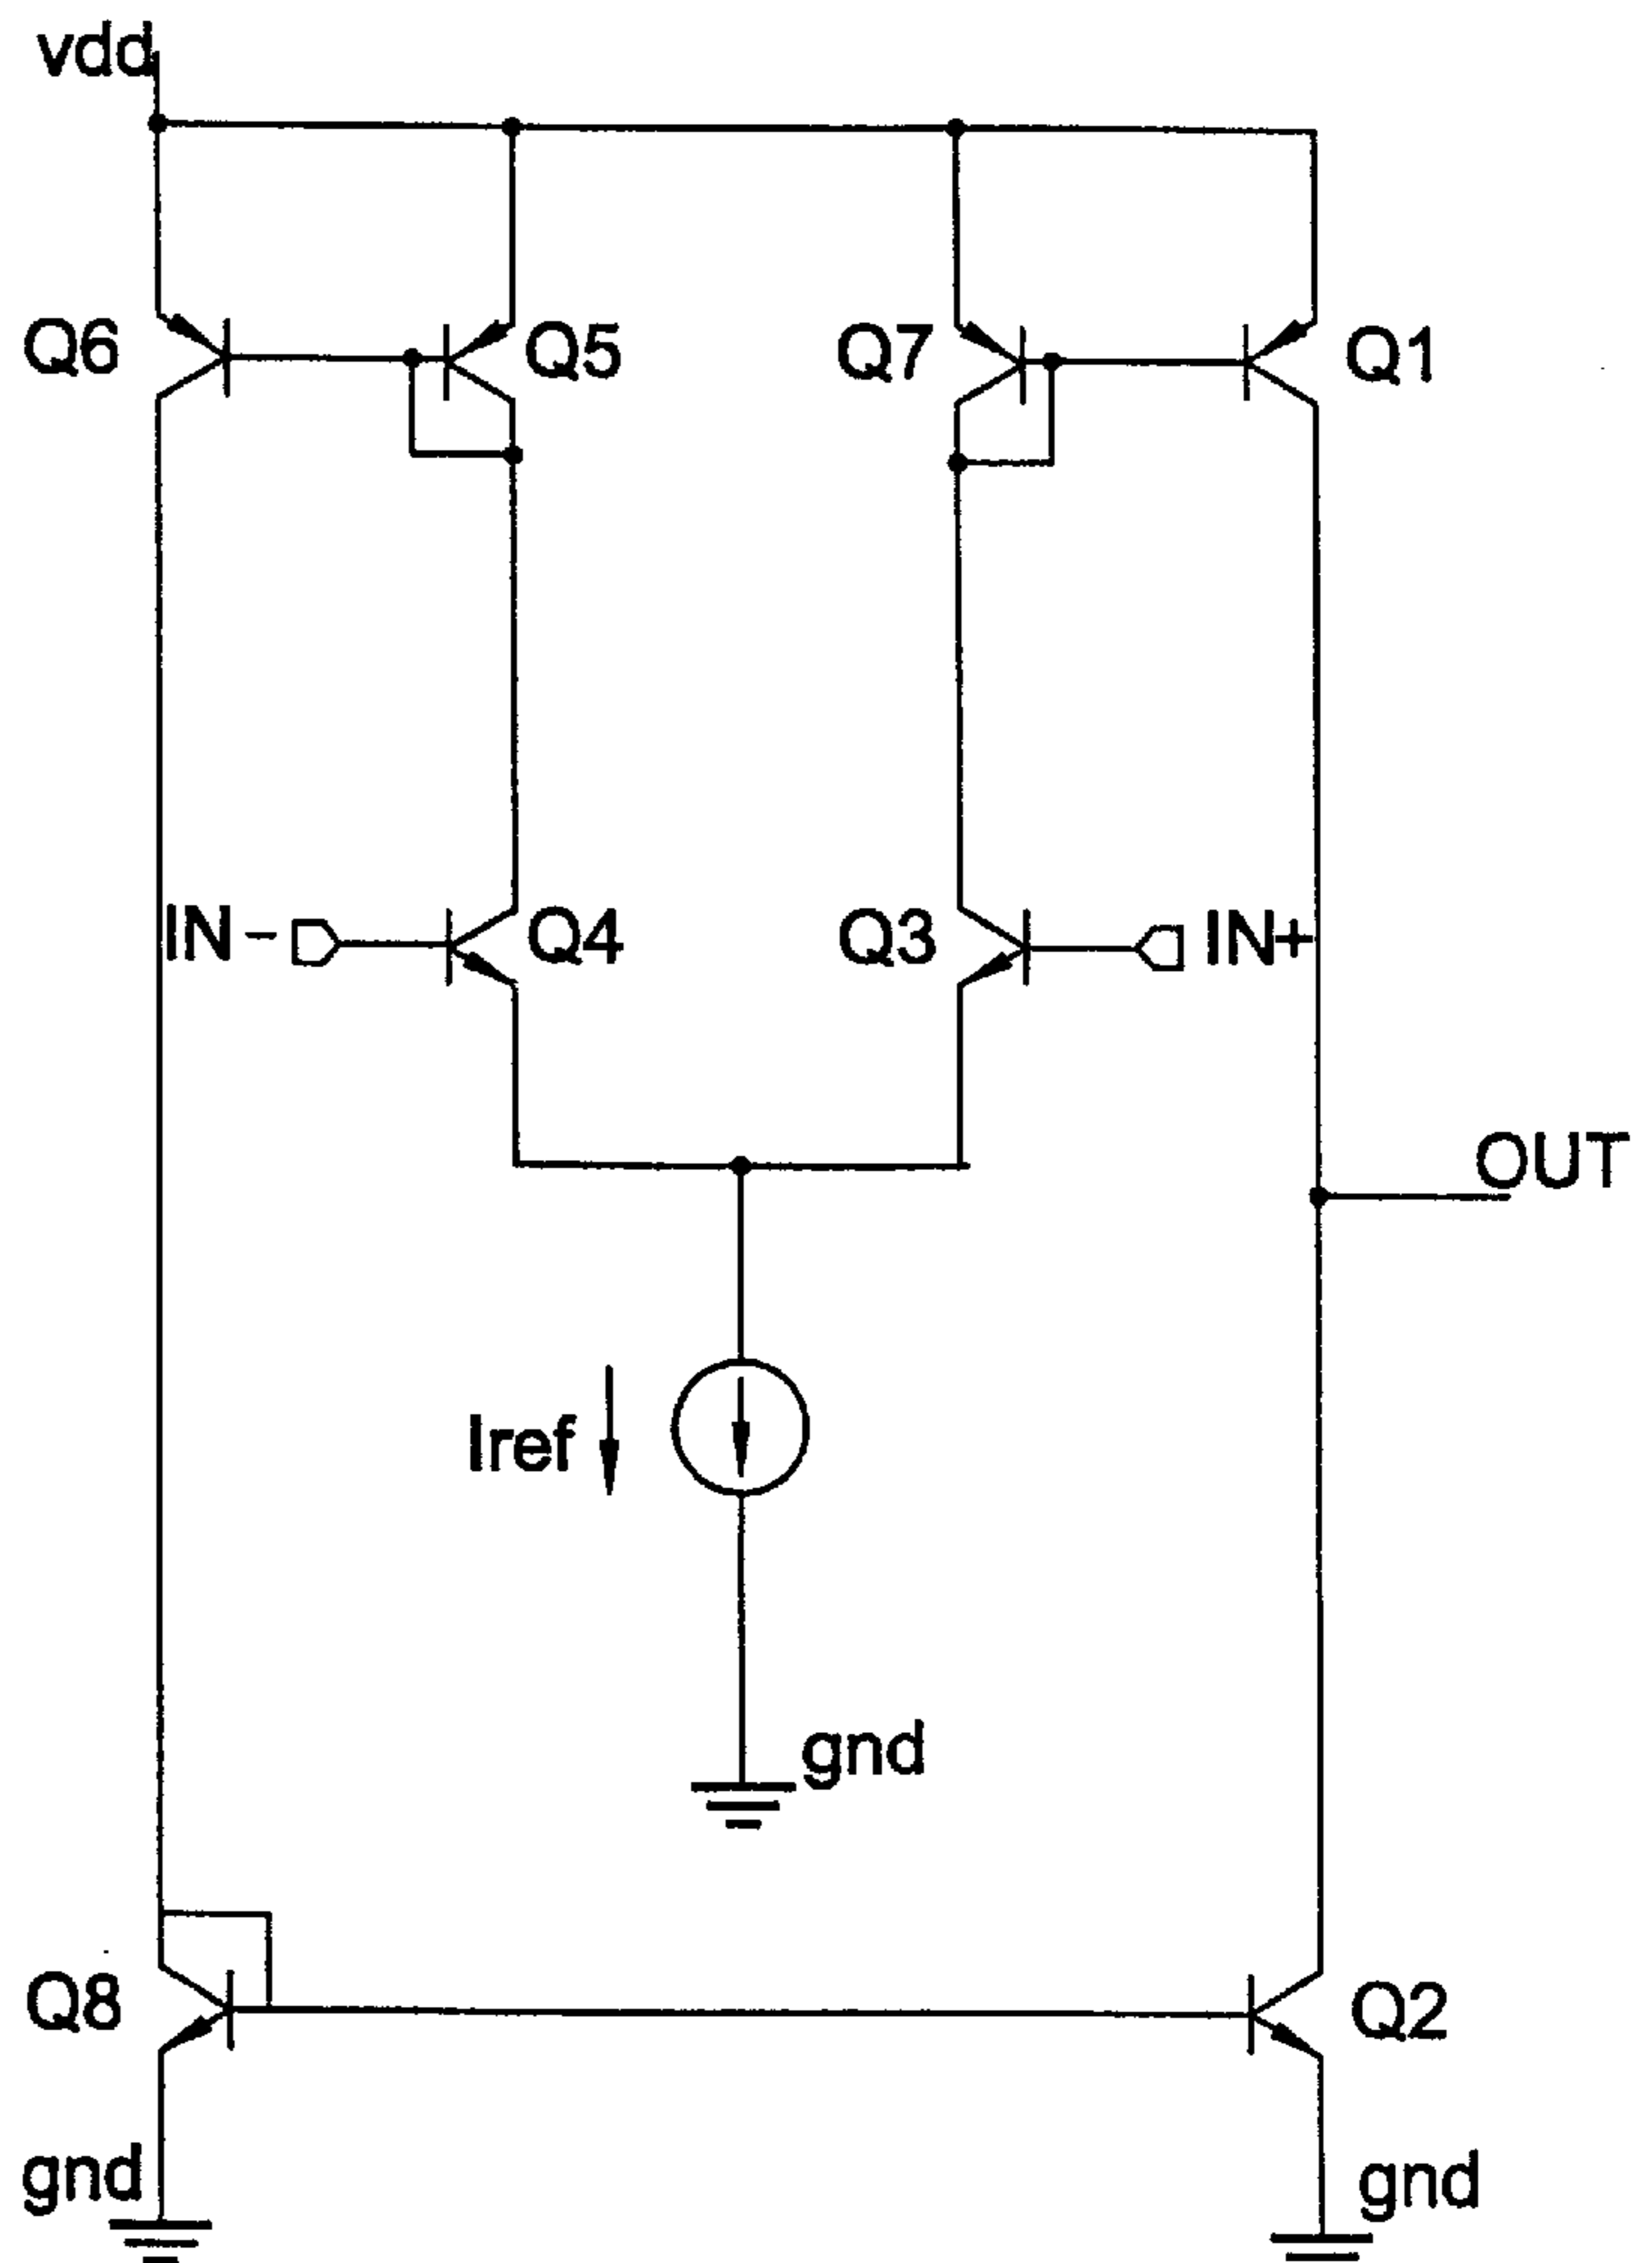 vdd
Q6
Q5
Q7
Q1
IN -
Q4
Q3
IN+
OUT
Iref
gnd
Q8
Q2
gnd
gnd